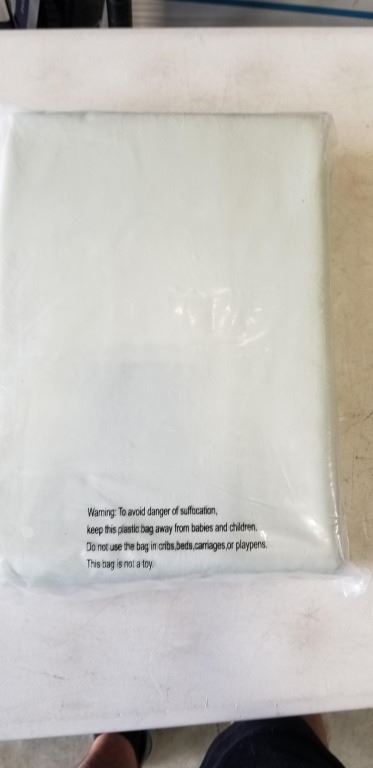 Warning: To avoid danger of suffocation,
keep this plastic bag away from babies and children.
Do not use the bag in cribs,beds,carriages,or playpens.
This bag is not a toy.